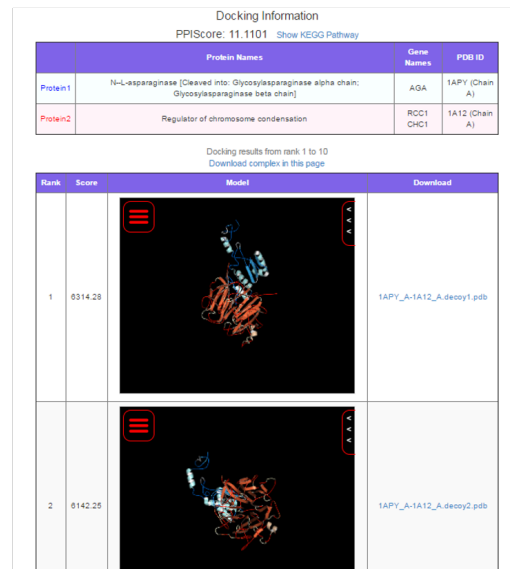 Docking Information
PPIScore: 11.1101 Show KEGG Pathway
Protein Names
Gene Names
PDB ID
Protein1
N--L-asparaginase [Cleaved into: Glycosylasparaginase alpha chain;
Glycosylasparaginase beta chain]
AGA
1APY (Chain
A)
Protein2
Regulator of chromosome condensation
RCC1
CHC1
1A12 (Chain
A)
Docking results from rank 1 to 10
Download complex in this page
Rank Score Model Download
<
<
<
1 6314.28 1APY_A-1A12_A.decoy1.pdb
<
<
<
2 6142.25 1APY_A-1A12_A.decoy2.pdb